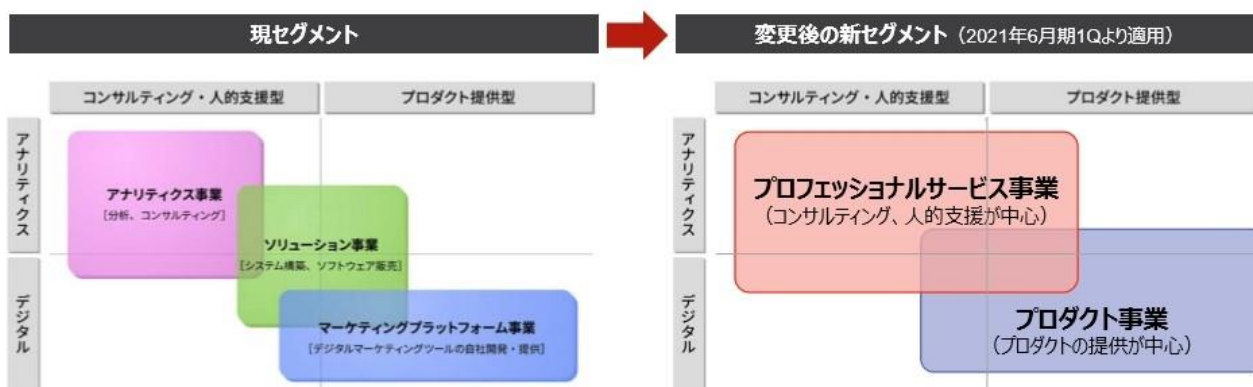 現セグメント
コンサルティング・人的支援型
プロダクト提供型
アナリティクス
デジタル
アナリティクス事業
[分析、コンサルティング]
ソリューション事業
[システム構築、ソフトウェア販売]
マーケティングプラットフォーム事業
[デジタルマーケティングツールの自社開発・提供]
変更後の新セグメント（2021年6月期1Qより適用）
コンサルティング・人的支援型
プロダクト提供型
アナリティクス
デジタル
プロフェッショナルサービス事業
（コンサルティング、人的支援が中心）
プロダクト事業
（プロダクトの提供が中心）